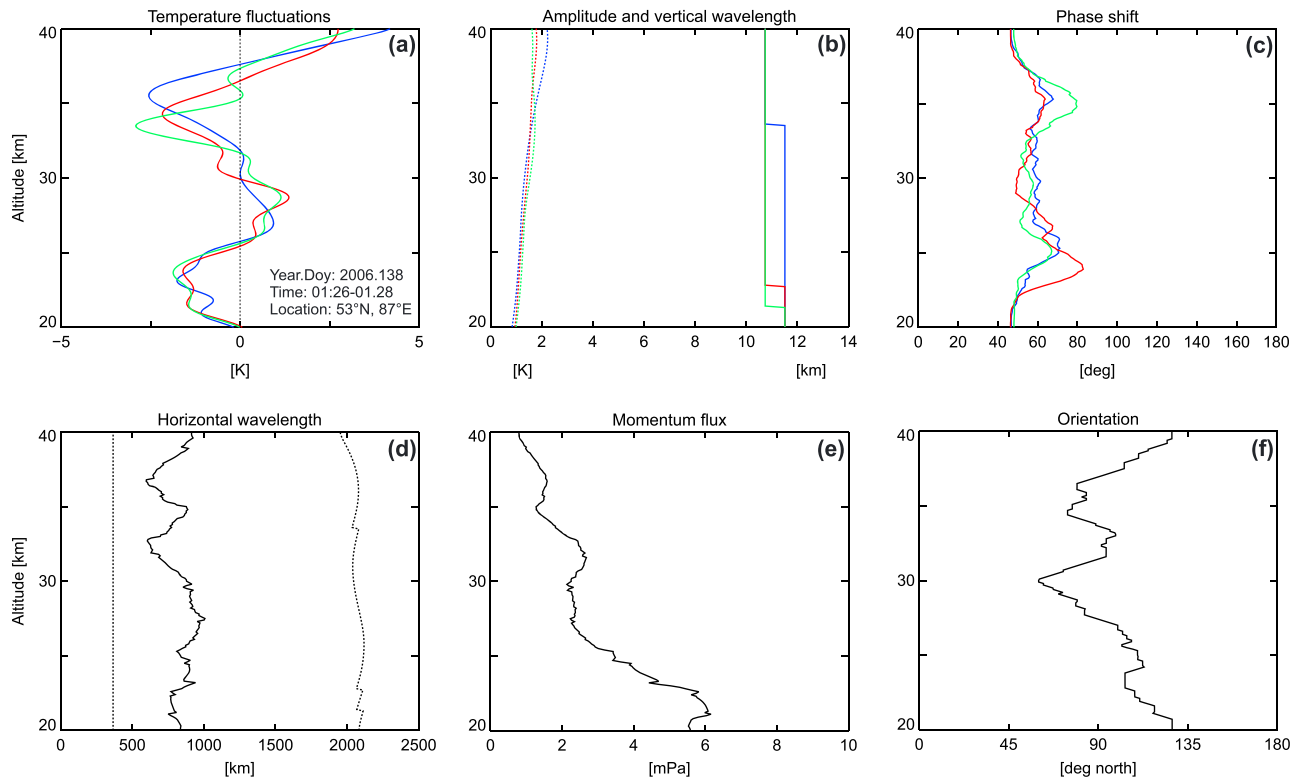 Temperature fluctuations
Amplitude and vertical wavelength
Phase shift
(a)
(b)
(c)
40
30
20
Altitude [km]
Year.Doy: 2006.138
Time: 01:26-01.28
Location: 53°N, 87°E
−5
0
5
[K]
40
30
20
0
2
4
6
8
10
12
14
[K]
[km]
40
30
20
0
20
40
60
80
100
120
140
160
180
[deg]
Horizontal wavelength
Momentum flux
Orientation
(d)
(e)
(f)
40
30
20
Altitude [km]
0
500
1000
1500
2000
2500
[km]
40
30
20
0
2
4
6
8
10
[mPa]
40
30
20
0
45
90
135
180
[deg north]